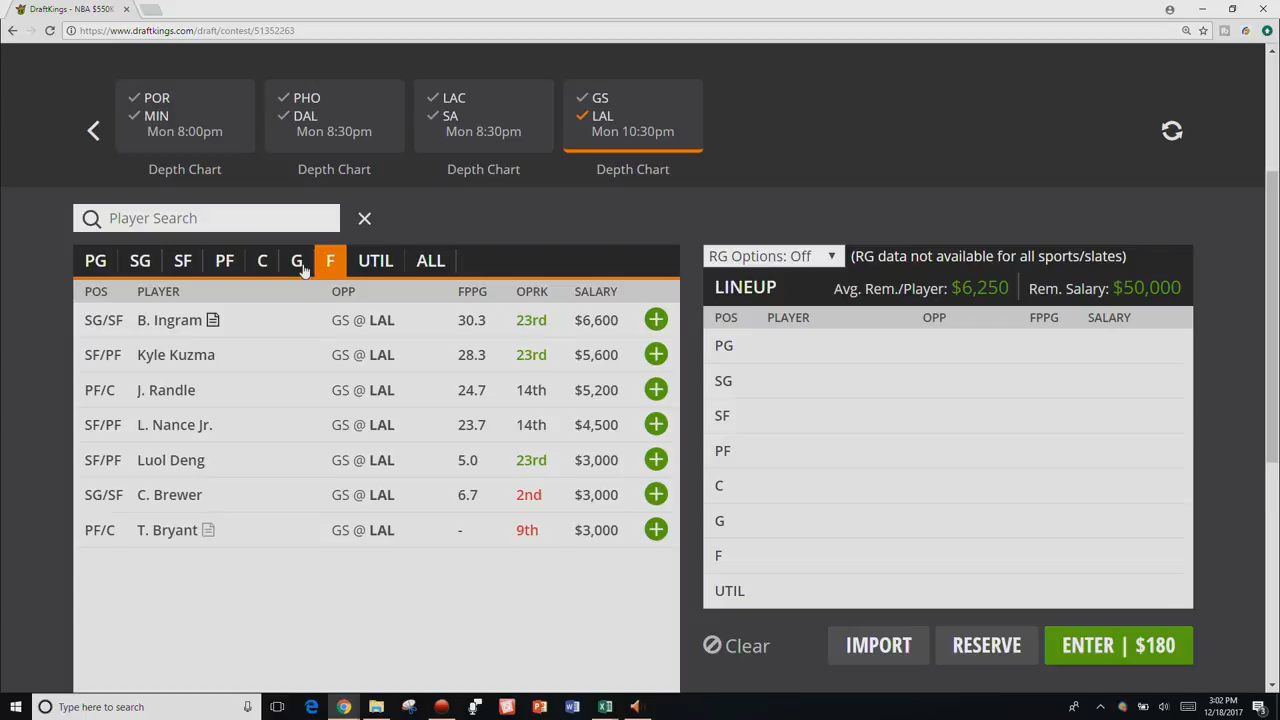 DraftKings - NBA $550K
https://www.draftkings.com/draft/contest/51352263
POR
MIN
Mon 8:00pm
PHO
DAL
Mon 8:30pm
LAC
SA
Mon 8:30pm
GS
LAL
Mon 10:30pm
Depth Chart
Depth Chart
Depth Chart
Depth Chart
Player Search
PG SG SF PF C G F UTIL ALL
POS PLAYER OPP FPPG OPRK SALARY
SG/SF B. Ingram GS @ LAL 30.3 23rd $6,600
SF/PF Kyle Kuzma GS @ LAL 28.3 23rd $5,600
PF/C J. Randle GS @ LAL 24.7 14th $5,200
SF/PF L. Nance Jr. GS @ LAL 23.7 14th $4,500
SF/PF Luol Deng GS @ LAL 5.0 23rd $3,000
SG/SF C. Brewer GS @ LAL 6.7 2nd $3,000
PF/C T. Bryant GS @ LAL - 9th $3,000
RG Options: Off (RG data not available for all sports/slates)
LINEUP Avg. Rem./Player: $6,250 Rem. Salary: $50,000
POS PLAYER OPP FPPG SALARY
PG
SG
SF
PF
C
G
F
UTIL
Clear IMPORT RESERVE ENTER | $180
Type here to search
3:02 PM
12/18/2017